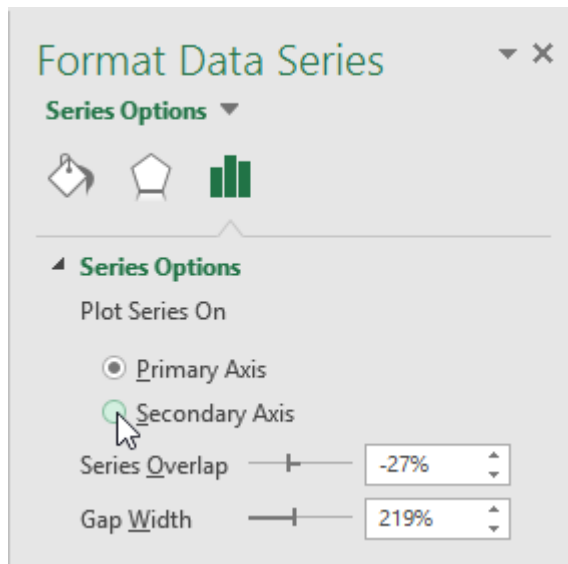 Format Data Series
Series Options
Series Options
Plot Series On
Primary Axis
Secondary Axis
Series Overlap -27%
Gap Width 219%